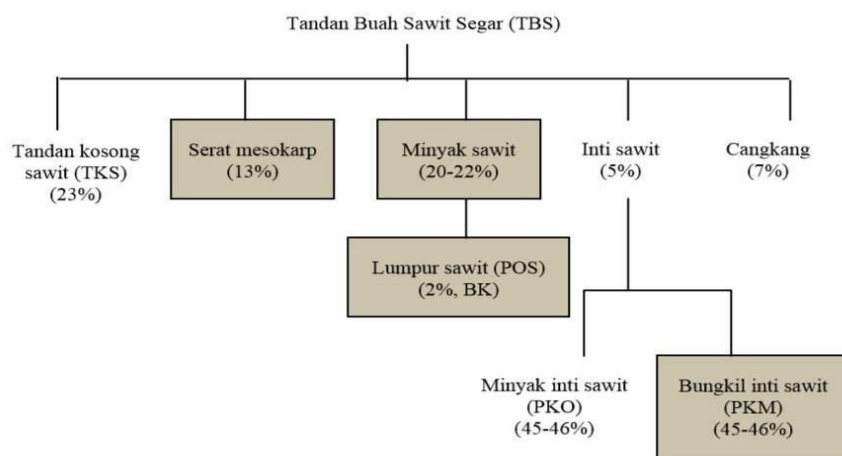 Tandan Buah Sawit Segar (TBS)
Tandan kosong
sawit (TKS)
(23%)
Serat mesokarp
(13%)
Minyak sawit
(20-22%)
Inti sawit
(5%)
Cangkang
(7%)
Lumpur sawit (POS)
(2%, BK)
Minyak inti sawit
(PKO)
(45-46%)
Bungkil inti sawit
(PKM)
(45-46%)